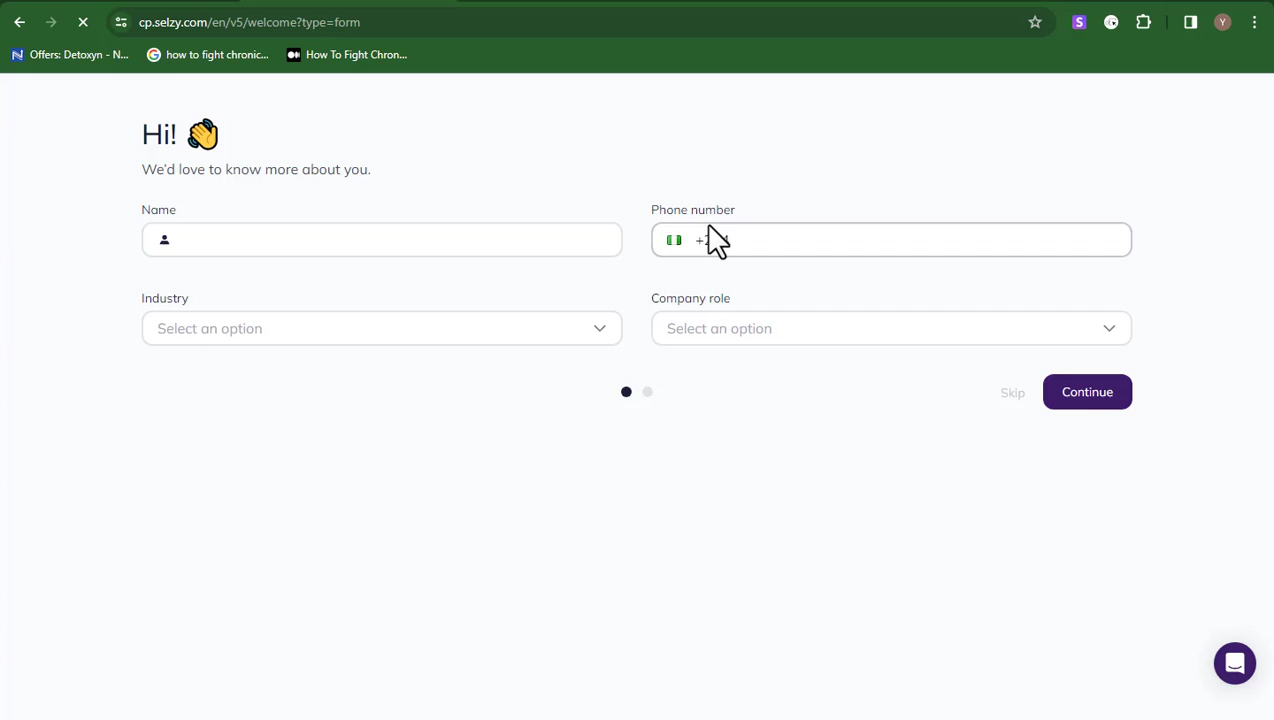 cp.selzy.com/en/v5/welcome?type=form
S
Y
Offers: Detoxyn - N...
how to fight chronic...
How To Fight Chron...
Hi! 👋
We'd love to know more about you.
Name
Phone number
Industry
Company role
Select an option
Select an option
Skip
Continue